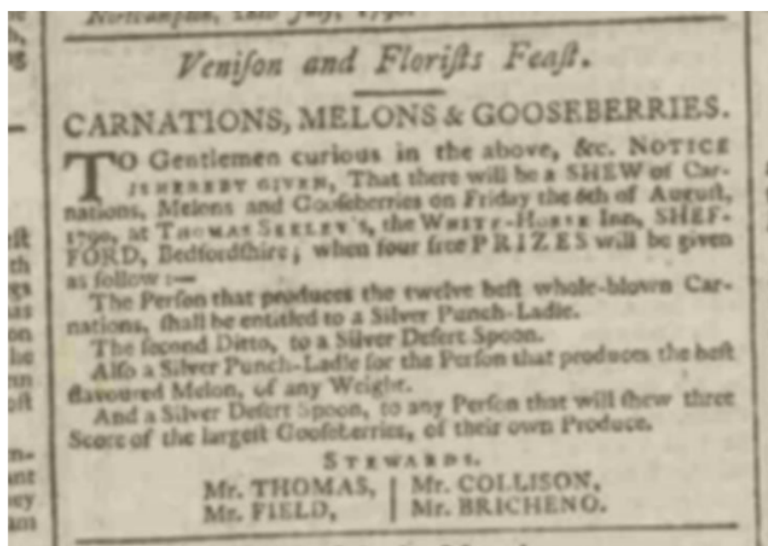 Northampton, July, 1790.
Veniſon and Floriſts Feaſt.
CARNATIONS, MELONS & GOOSEBERRIES.
TO Gentlemen curious in the above, &c. NOTICE
IS HEREBY GIVEN, That there will be a SHEW of Car-
nations, Melons and Gooſeberries on Friday the 6th of Auguſt,
1790, at THOMAS SEELEY's, the WHITE-HORSE Inn, SHEF-
FORD, Bedfordſhire; when four free PRIZES will be given
as follow:—
The Perſon that produces the twelve beſt whole-blown Car-
nations, ſhall be entitled to a Silver Punch-Ladle.
The ſecond Ditto, to a Silver Deſert Spoon.
Alſo a Silver Punch-Ladle for the Perſon that produces the beſt
flavoured Melon, of any Weight.
And a Silver Deſert Spoon, to any Perſon that will ſhew three
Score of the largeſt Gooſeberries, of their own Produce.
STEWARDS.
Mr. THOMAS, | Mr. COLLISON,
Mr. FIELD, | Mr. BRICHENO.